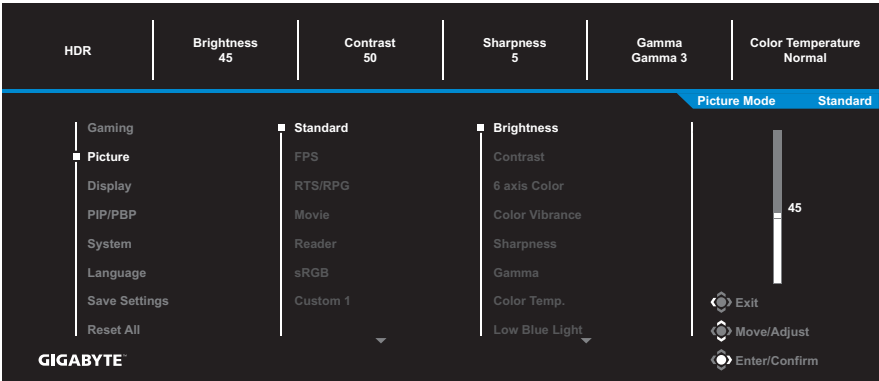 HDR
Brightness
45
Contrast
50
Sharpness
5
Gamma
Gamma 3
Color Temperature
Normal
Picture Mode Standard
Gaming
Picture
Display
PIP/PBP
System
Language
Save Settings
Reset All
Standard
FPS
RTS/RPG
Movie
Reader
sRGB
Custom 1
Brightness
Contrast
6 axis Color
Color Vibrance
Sharpness
Gamma
Color Temp.
Low Blue Light
45
Exit
Move/Adjust
Enter/Confirm
GIGABYTE™